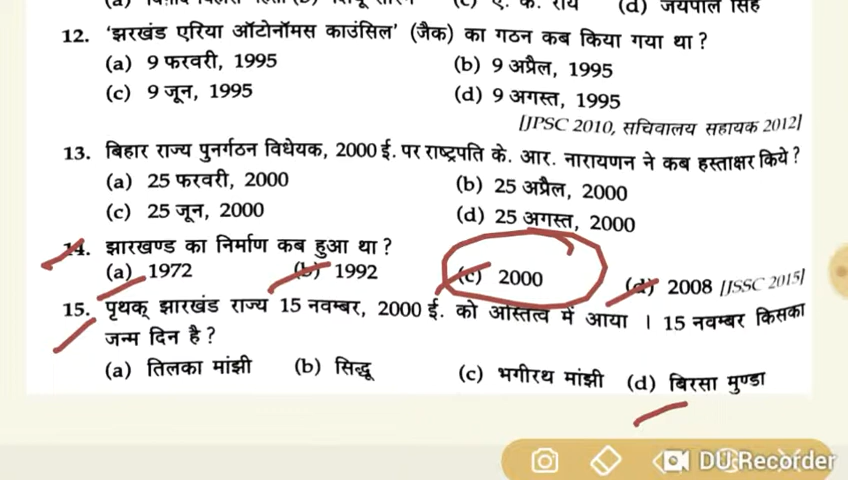 (c) ए. के. राय (d) जयपाल सिंह
12. 'झरखंड एरिया ऑटोनॉमस काउंसिल' (जैक) का गठन कब किया गया था ?
(a) 9 फरवरी, 1995 (b) 9 अप्रैल, 1995
(c) 9 जून, 1995 (d) 9 अगस्त, 1995
[JPSC 2010, सचिवालय सहायक 2012]
13. बिहार राज्य पुनर्गठन विधेयक, 2000 ई. पर राष्ट्रपति के. आर. नारायणन ने कब हस्ताक्षर किये ?
(a) 25 फरवरी, 2000 (b) 25 अप्रैल, 2000
(c) 25 जून, 2000 (d) 25 अगस्त, 2000
14. झारखण्ड का निर्माण कब हुआ था ?
(a) 1972 (b) 1992 (c) 2000 (d) 2008 [JSSC 2015]
15. पृथक् झारखंड राज्य 15 नवम्बर, 2000 ई. को अस्तित्व में आया । 15 नवम्बर किसका
जन्म दिन है ?
(a) तिलका मांझी (b) सिद्धू (c) भगीरथ मांझी (d) बिरसा मुण्डा
DU Recorder